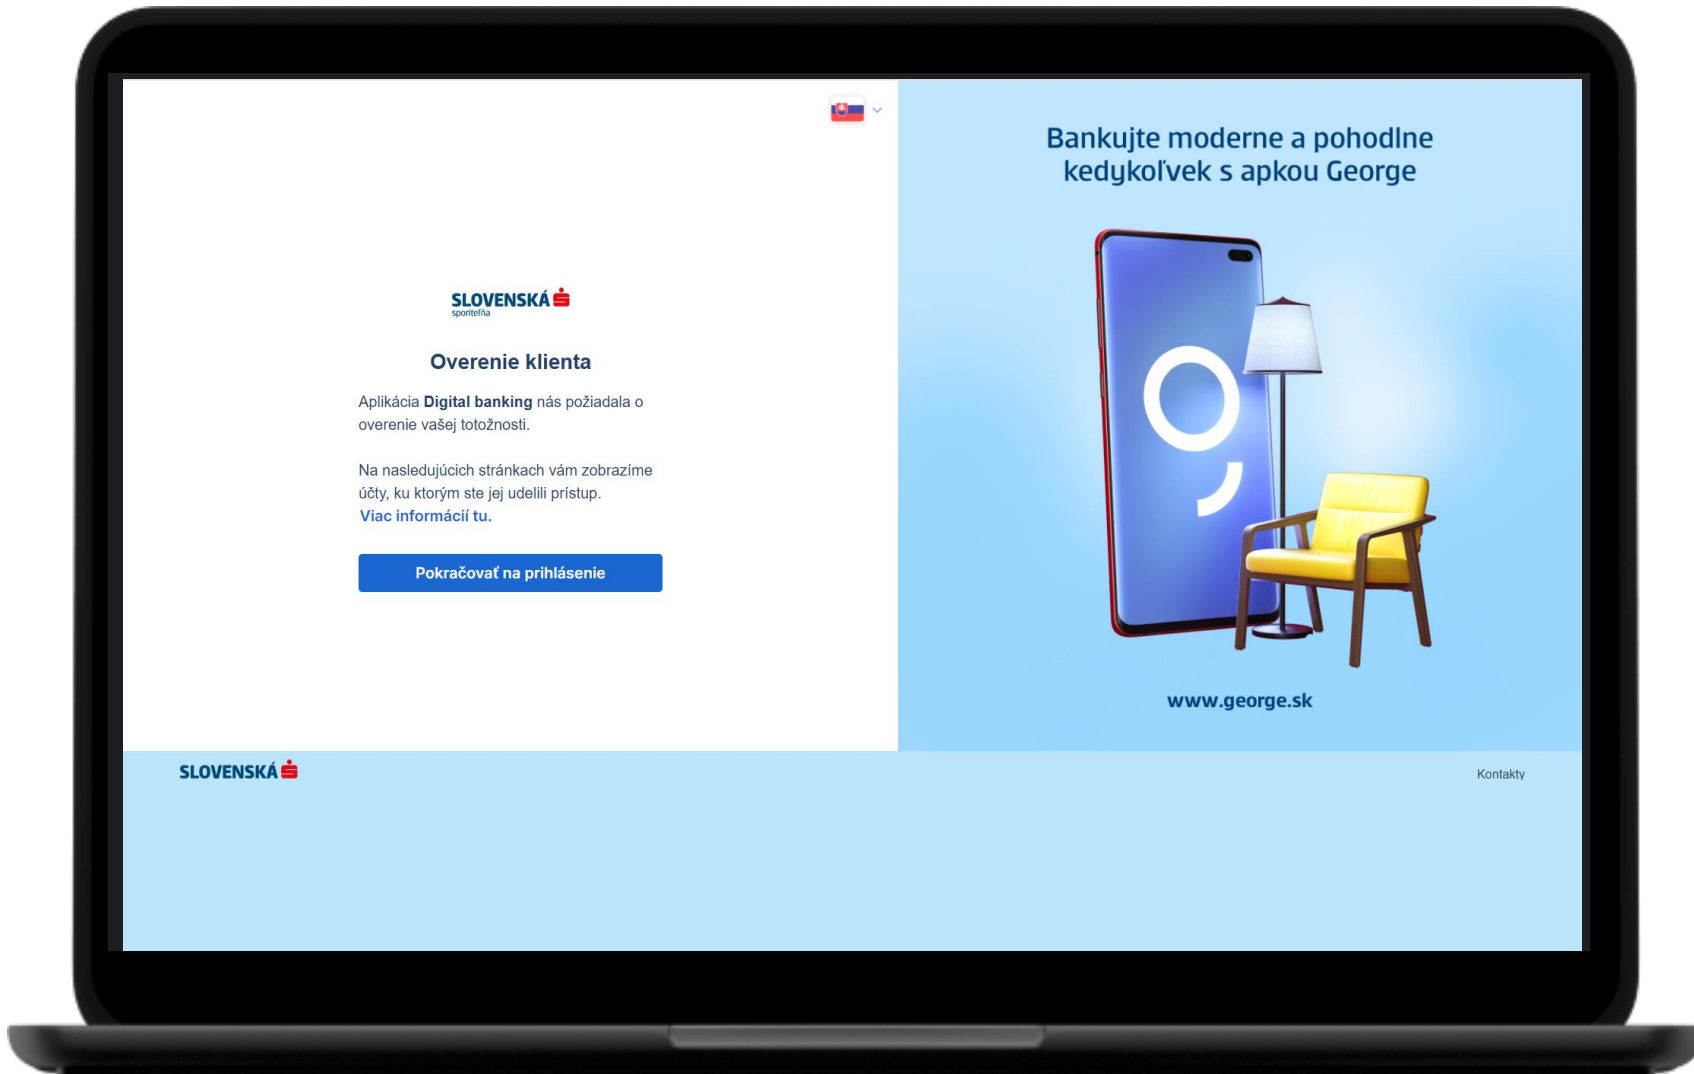 SLOVENSKÁ
sporiteľňa
Overenie klienta
Aplikácia Digital banking nás požiadala o
overenie vašej totožnosti.
Na nasledujúcich stránkach vám zobrazíme
účty, ku ktorým ste jej udelili prístup.
Viac informácií tu.
Pokračovať na prihlásenie
Bankujte moderne a pohodlne
kedykoľvek s apkou George
www.george.sk
SLOVENSKÁ
Kontakty